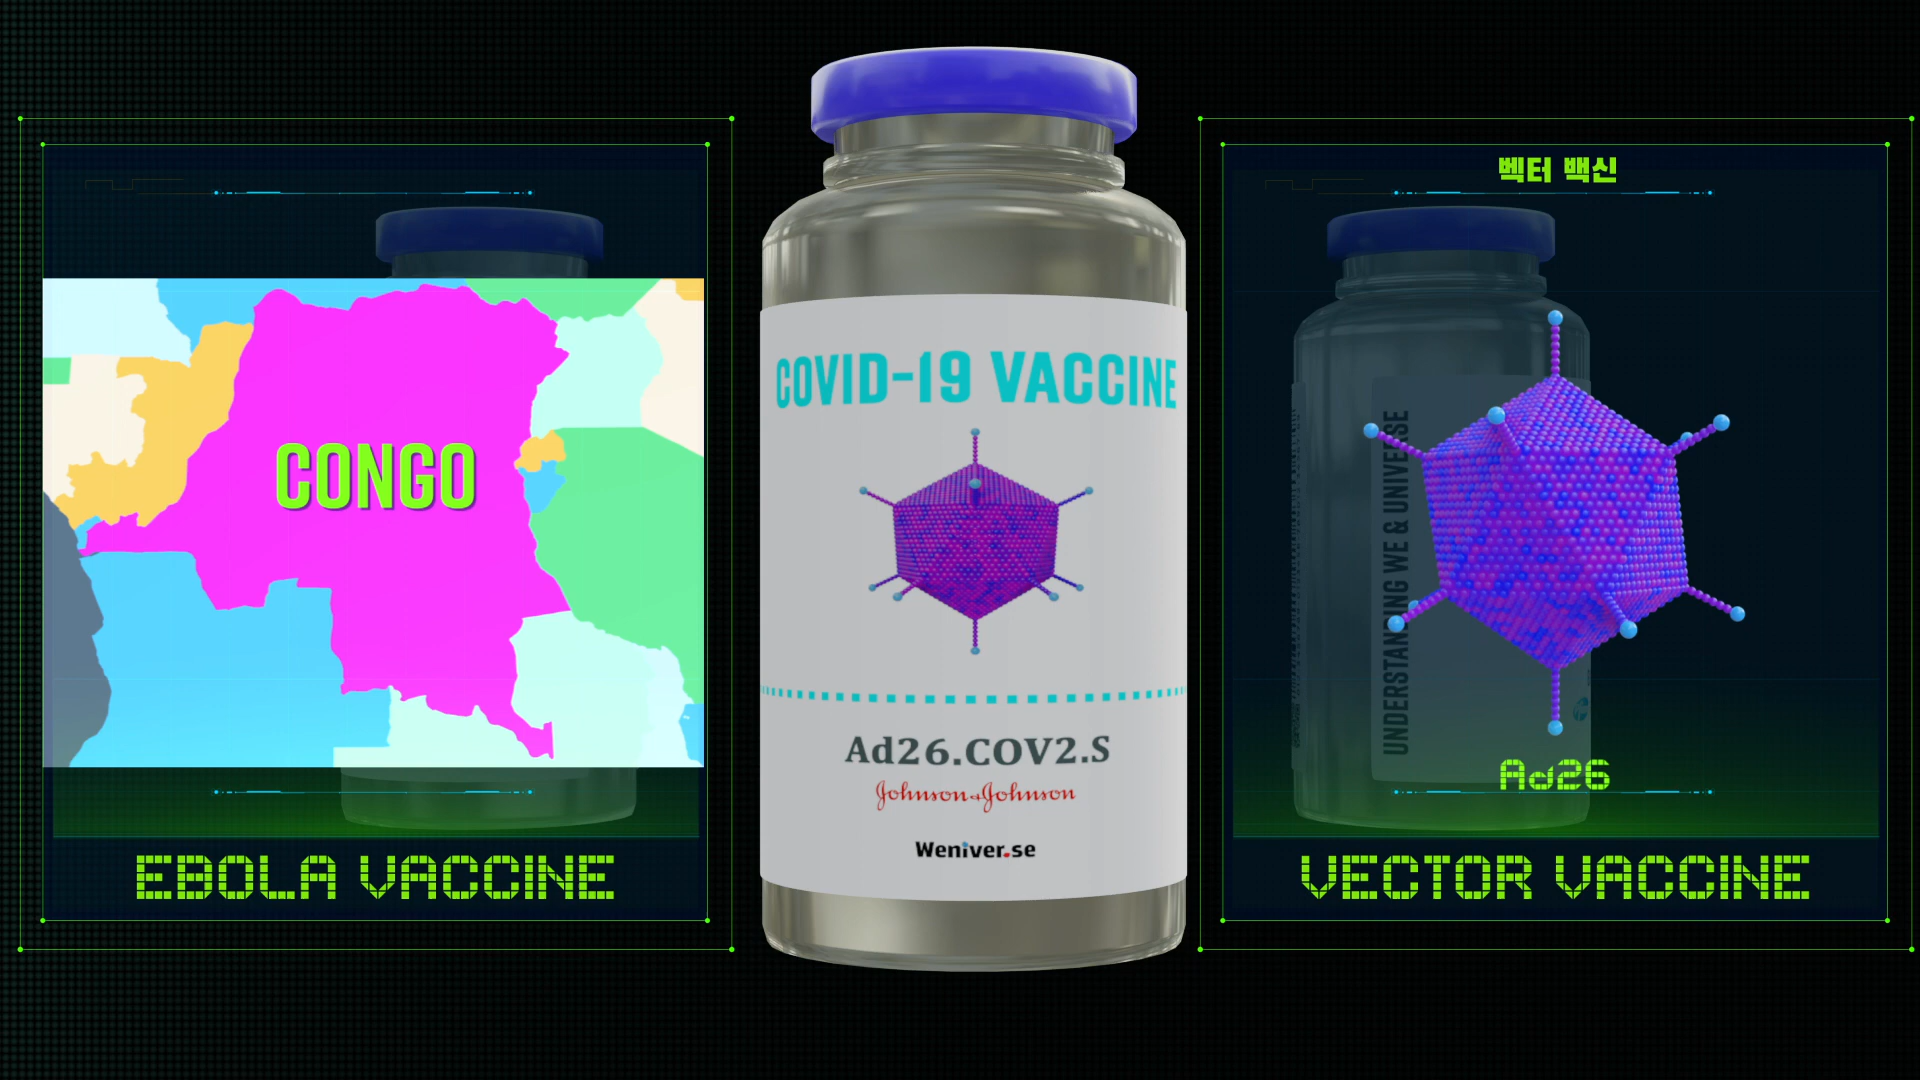 CONGO
EBOLA VACCINE
COVID-19 VACCINE
Ad26.COV2.S
Johnson+Johnson
Weniver.se
벡터 백신
UNDERSTANDING WE & UNIVERSE
Ad26
VECTOR VACCINE